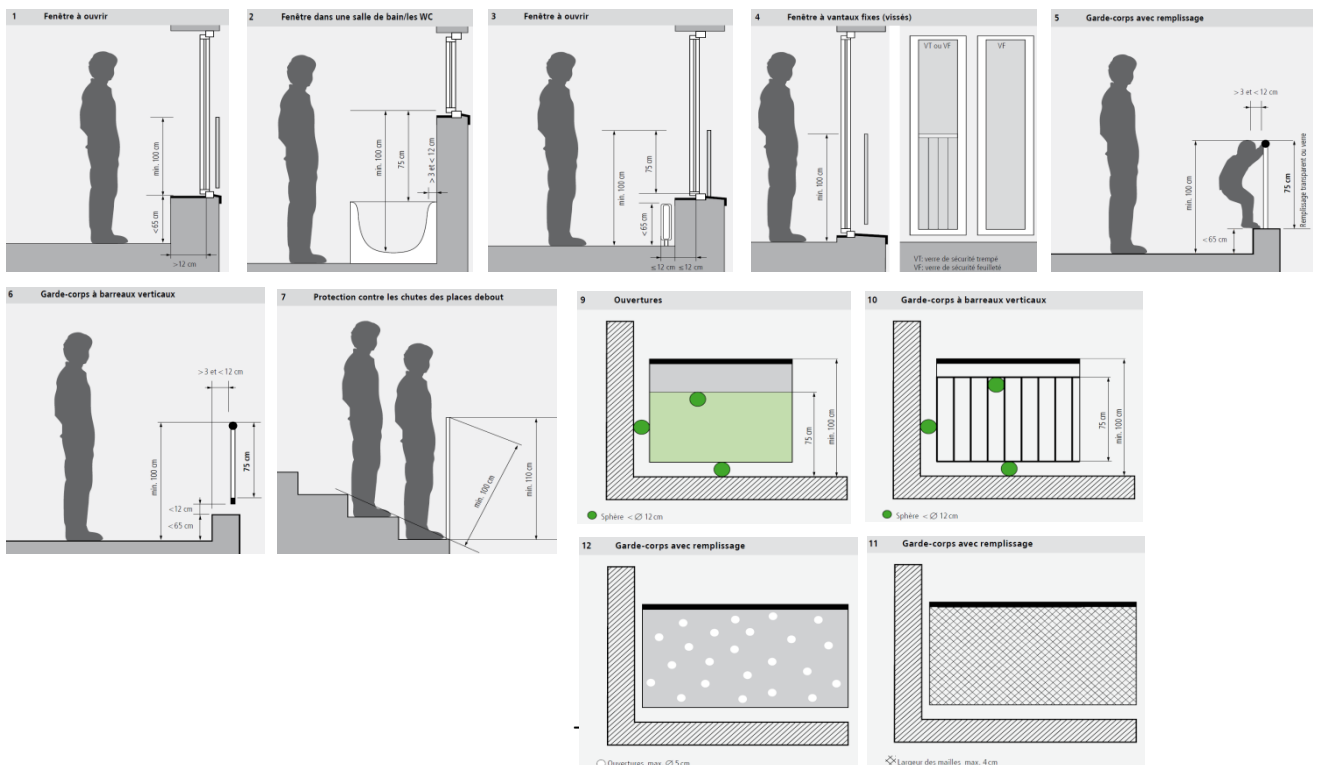 1 Fenêtre à ouvrir
min. 100 cm
<65 cm
>12 cm
2 Fenêtre dans une salle de bain/les WC
min. 100 cm
75 cm
> 3 et < 12 cm
3 Fenêtre à ouvrir
min. 100 cm
75 cm
<65 cm
≤12 cm ≤12 cm
4 Fenêtre à vantaux fixes (vissés)
min. 100 cm
VT ou VF
VF
VT: verre de sécurité trempé
VF: verre de sécurité feuilleté
5 Garde-corps avec remplissage
> 3 et < 12 cm
min. 100 cm
75 cm
Remplissage transparent ou verre
<65 cm
6 Garde-corps à barreaux verticaux
> 3 et < 12 cm
min. 100 cm
75 cm
<12 cm
<65 cm
7 Protection contre les chutes des places debout
min. 100 cm
min. 110 cm
9 Ouvertures
75 cm
min. 100 cm
Sphère < Ø 12 cm
10 Garde-corps à barreaux verticaux
75 cm
min. 100 cm
Sphère < Ø 12 cm
12 Garde-corps avec remplissage
Ouvertures, max. Ø 5 cm
11 Garde-corps avec remplissage
Largeur des mailles, max. 4 cm